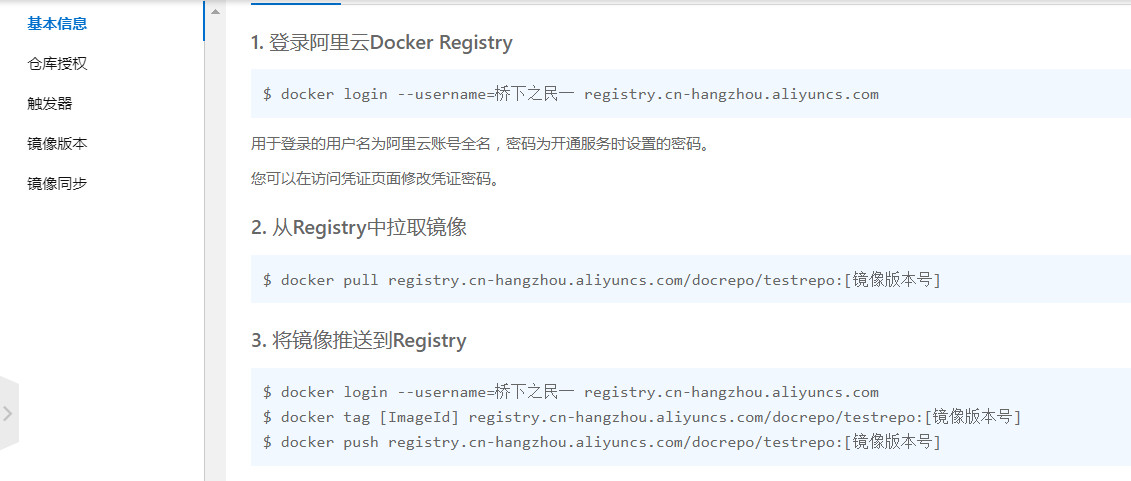 基本信息
仓库授权
触发器
镜像版本
镜像同步
1. 登录阿里云Docker Registry
$ docker login --username=桥下之民一 registry.cn-hangzhou.aliyuncs.com
用于登录的用户名为阿里云账号全名，密码为开通服务时设置的密码。
您可以在访问凭证页面修改凭证密码。
2. 从Registry中拉取镜像
$ docker pull registry.cn-hangzhou.aliyuncs.com/docrepo/testrepo:[镜像版本号]
3. 将镜像推送到Registry
$ docker login --username=桥下之民一 registry.cn-hangzhou.aliyuncs.com
$ docker tag [ImageId] registry.cn-hangzhou.aliyuncs.com/docrepo/testrepo:[镜像版本号]
$ docker push registry.cn-hangzhou.aliyuncs.com/docrepo/testrepo:[镜像版本号]